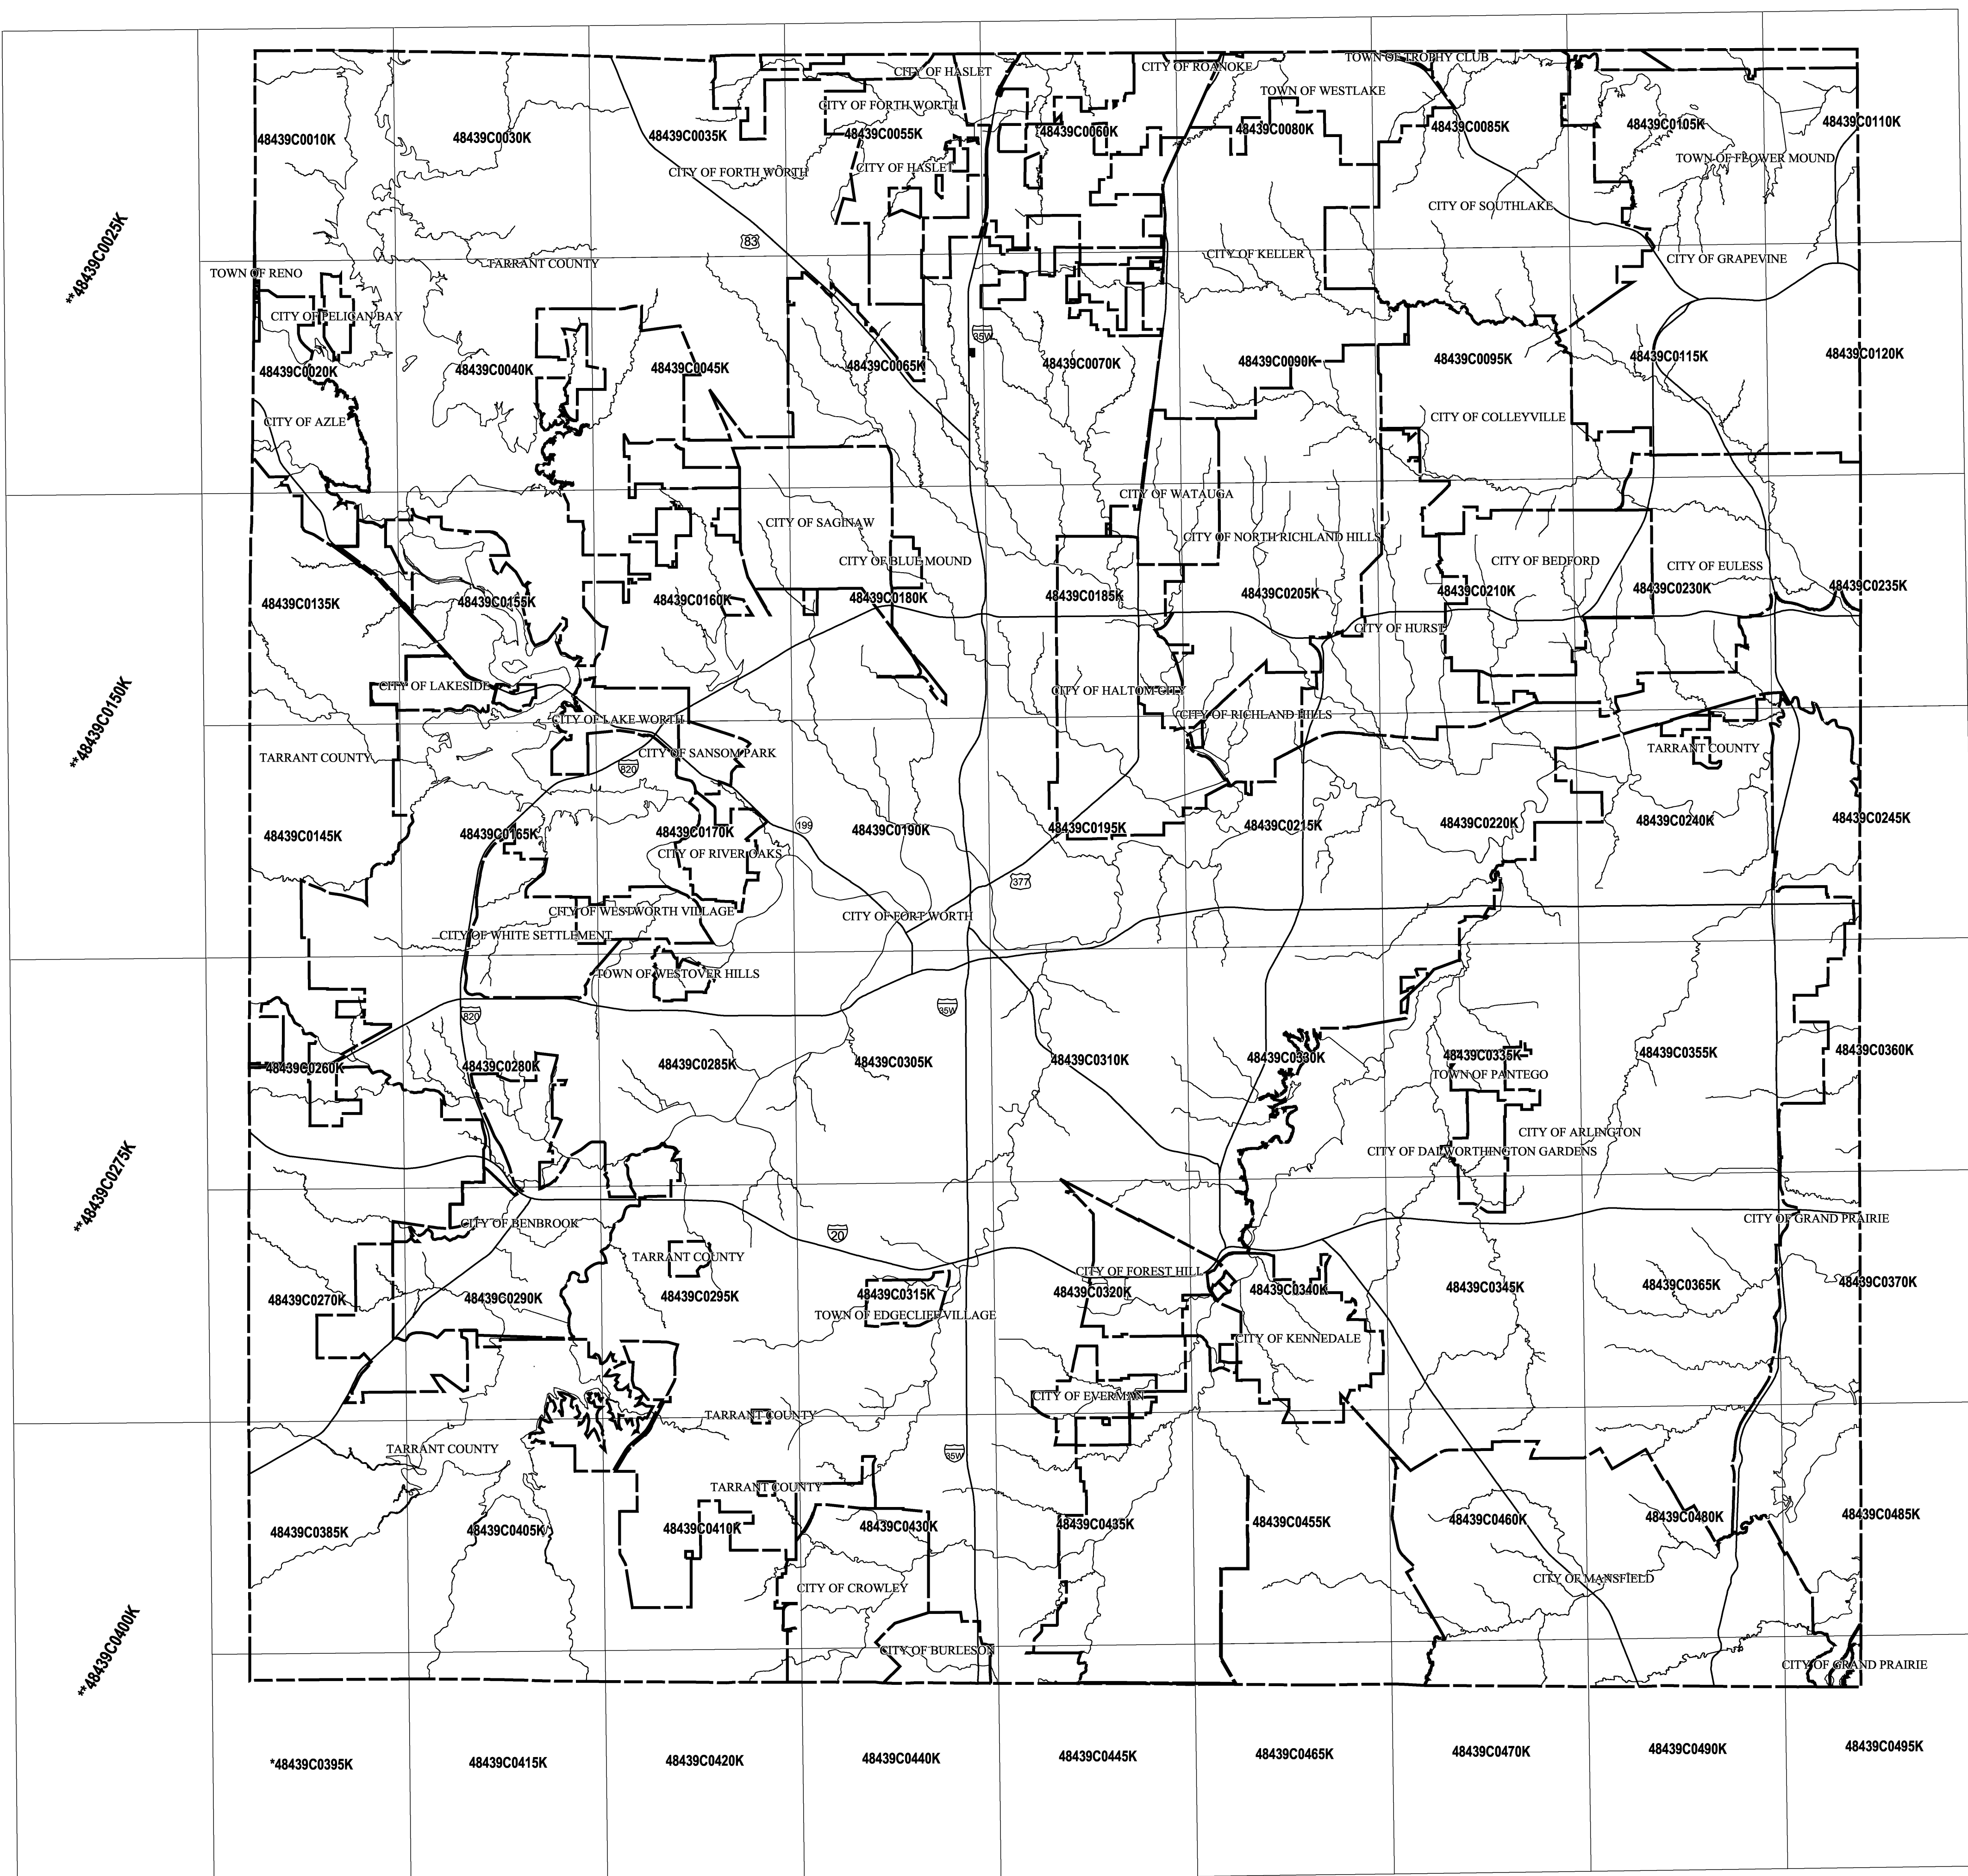 CITY OF HASLET
CITY OF ROANOKE
TOWN OF TROPHY CLUB
TOWN OF WESTLAKE
CITY OF FORTH WORTH
48439C0010K
48439C0030K
48439C0035K
48439C0055K
48439C0060K
48439C0080K
48439C0085K
48439C0105K
48439C0110K
CITY OF FORTH WORTH
CITY OF HASLET
TOWN OF FLOWER MOUND
CITY OF SOUTHLAKE
**48439C0025K
83
TARRANT COUNTY
CITY OF KELLER
CITY OF GRAPEVINE
TOWN OF RENO
CITY OF PELICAN BAY
35W
48439C0020K
48439C0040K
48439C0045K
48439C0065K
48439C0070K
48439C0090K
48439C0095K
48439C0115K
48439C0120K
CITY OF AZLE
CITY OF COLLEYVILLE
CITY OF WATAUGA
CITY OF SAGINAW
CITY OF NORTH RICHLAND HILLS
CITY OF BLUE MOUND
CITY OF BEDFORD
CITY OF EULESS
48439C0135K
48439C0155K
48439C0160K
48439C0180K
48439C0185K
48439C0205K
48439C0210K
48439C0230K
48439C0235K
CITY OF HURST
**48439C0150K
CITY OF LAKESIDE
CITY OF HALTOM CITY
CITY OF LAKE WORTH
CITY OF RICHLAND HILLS
TARRANT COUNTY
CITY OF SANSOM PARK
TARRANT COUNTY
820
199
48439C0145K
48439C0165K
48439C0170K
48439C0190K
48439C0195K
48439C0215K
48439C0220K
48439C0240K
48439C0245K
CITY OF RIVER OAKS
377
CITY OF WESTWORTH VILLAGE
CITY OF FORT WORTH
CITY OF WHITE SETTLEMENT
TOWN OF WESTOVER HILLS
820
35W
48439C0260K
48439C0280K
48439C0285K
48439C0305K
48439C0310K
48439C0330K
48439C0335K
48439C0355K
48439C0360K
TOWN OF PANTEGO
CITY OF ARLINGTON
CITY OF DALWORTHINGTON GARDENS
**48439C0275K
CITY OF BENBROOK
CITY OF GRAND PRAIRIE
20
TARRANT COUNTY
CITY OF FOREST HILL
48439C0270K
48439C0290K
48439C0295K
48439C0315K
48439C0320K
48439C0340K
48439C0345K
48439C0365K
48439C0370K
TOWN OF EDGECLIFF VILLAGE
CITY OF KENNEDALE
CITY OF EVERMAN
TARRANT COUNTY
TARRANT COUNTY
35W
TARRANT COUNTY
48439C0385K
48439C0405K
48439C0410K
48439C0430K
48439C0435K
48439C0455K
48439C0460K
48439C0480K
48439C0485K
CITY OF CROWLEY
CITY OF MANSFIELD
**48439C0400K
CITY OF BURLESON
CITY OF GRAND PRAIRIE
*48439C0395K
48439C0415K
48439C0420K
48439C0440K
48439C0445K
48439C0465K
48439C0470K
48439C0490K
48439C0495K